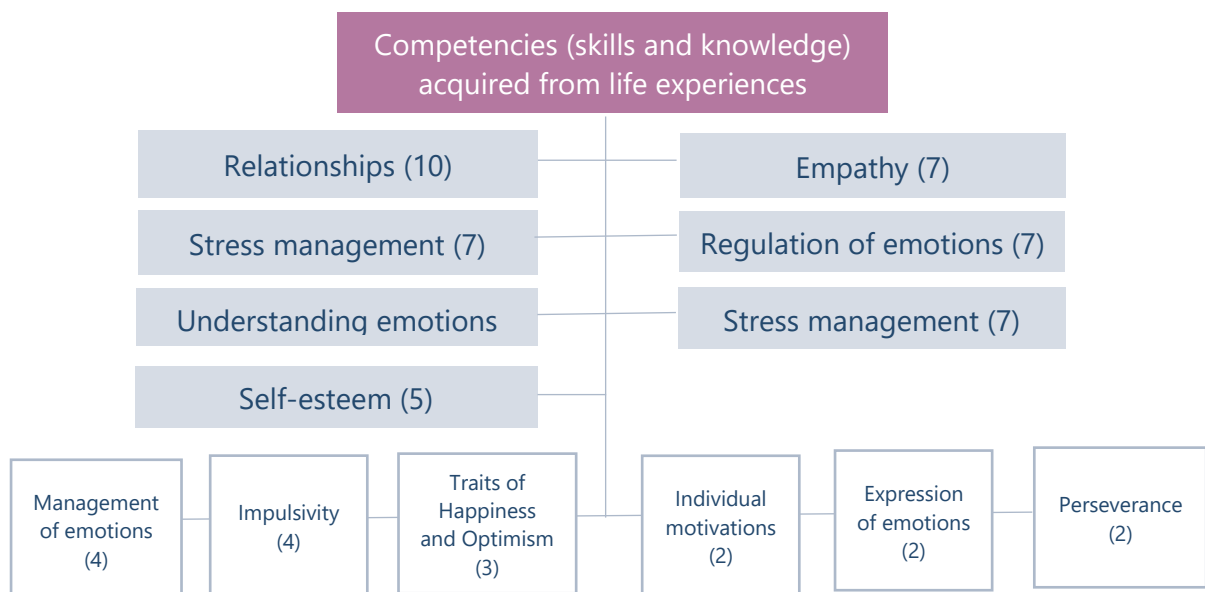 Competencies (skills and knowledge)
acquired from life experiences
Relationships (10)
Empathy (7)
Stress management (7)
Regulation of emotions (7)
Understanding emotions
Stress management (7)
Self-esteem (5)
Management
of emotions
(4)
Impulsivity
(4)
Traits of
Happiness
and Optimism
(3)
Individual
motivations
(2)
Expression
of emotions
(2)
Perseverance
(2)